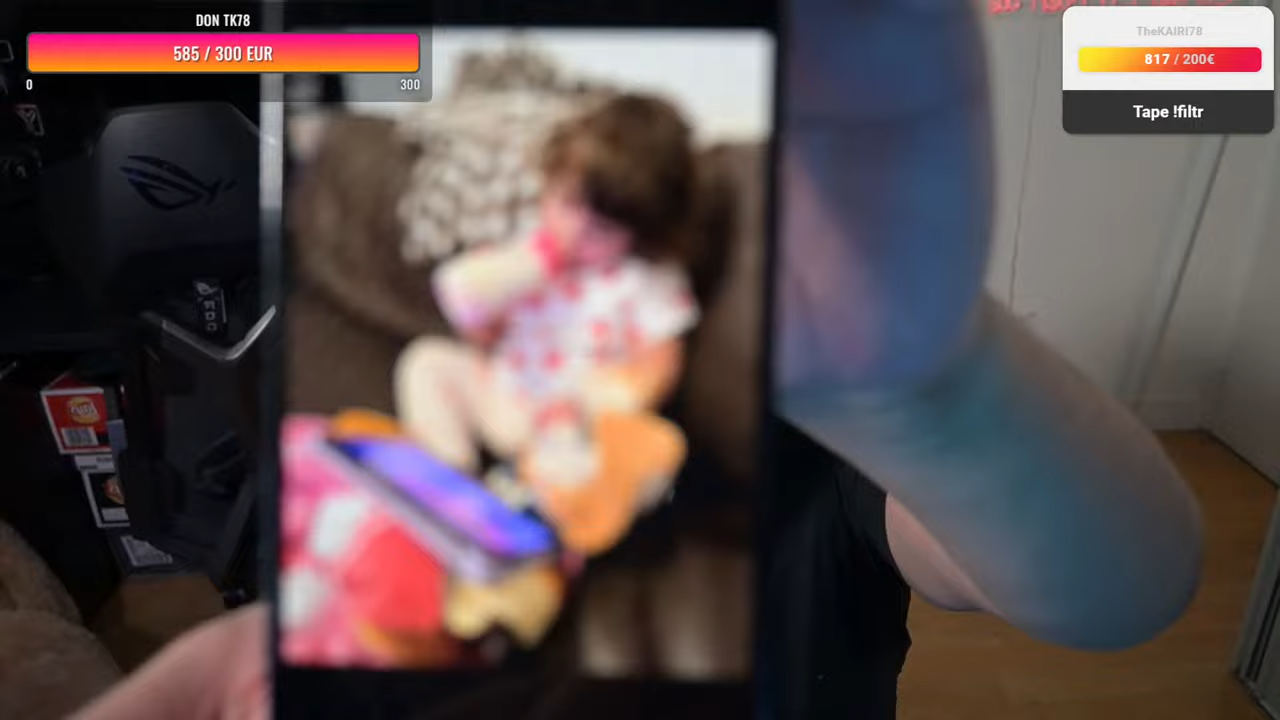 DON TK78
585 / 300 EUR
0
300
TheKAIRI78
817 / 200€
Tape !filtr